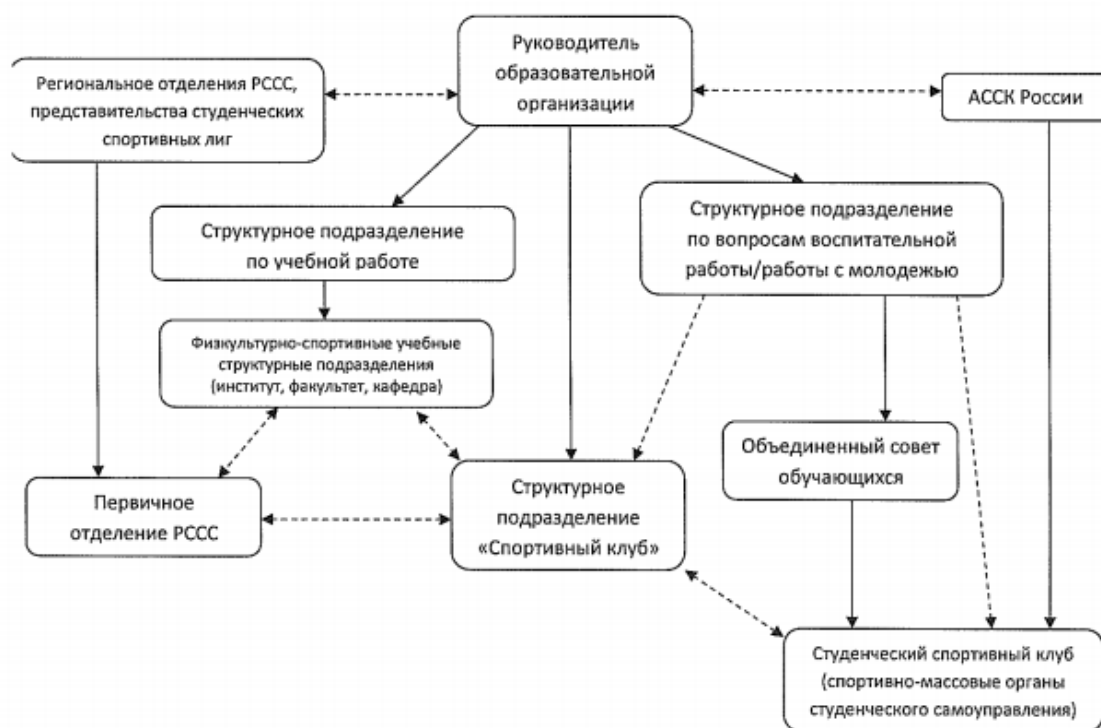 Руководитель
образовательной
организации
Региональное отделения РССС,
представительства студенческих
спортивных лиг
АССК России
Структурное подразделение
по учебной работе
Структурное подразделение
по вопросам воспитательной
работы/работы с молодежью
Физкультурно-спортивные учебные
структурные подразделения
(институт, факультет, кафедра)
Объединенный совет
обучающихся
Первичное
отделение РССС
Структурное
подразделение
«Спортивный клуб»
Студенческий спортивный клуб
(спортивно-массовые органы
студенческого самоуправления)